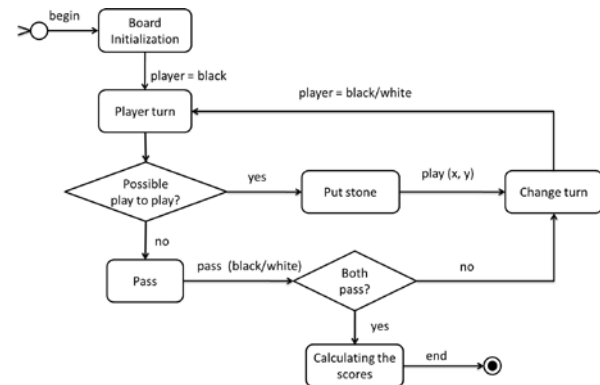 begin
Board
Initialization
player = black
player = black/white
Player turn
Possible
play to play?
yes
Put stone
play (x, y)
Change turn
no
Pass
pass (black/white)
Both
pass?
no
yes
Calculating the
scores
end